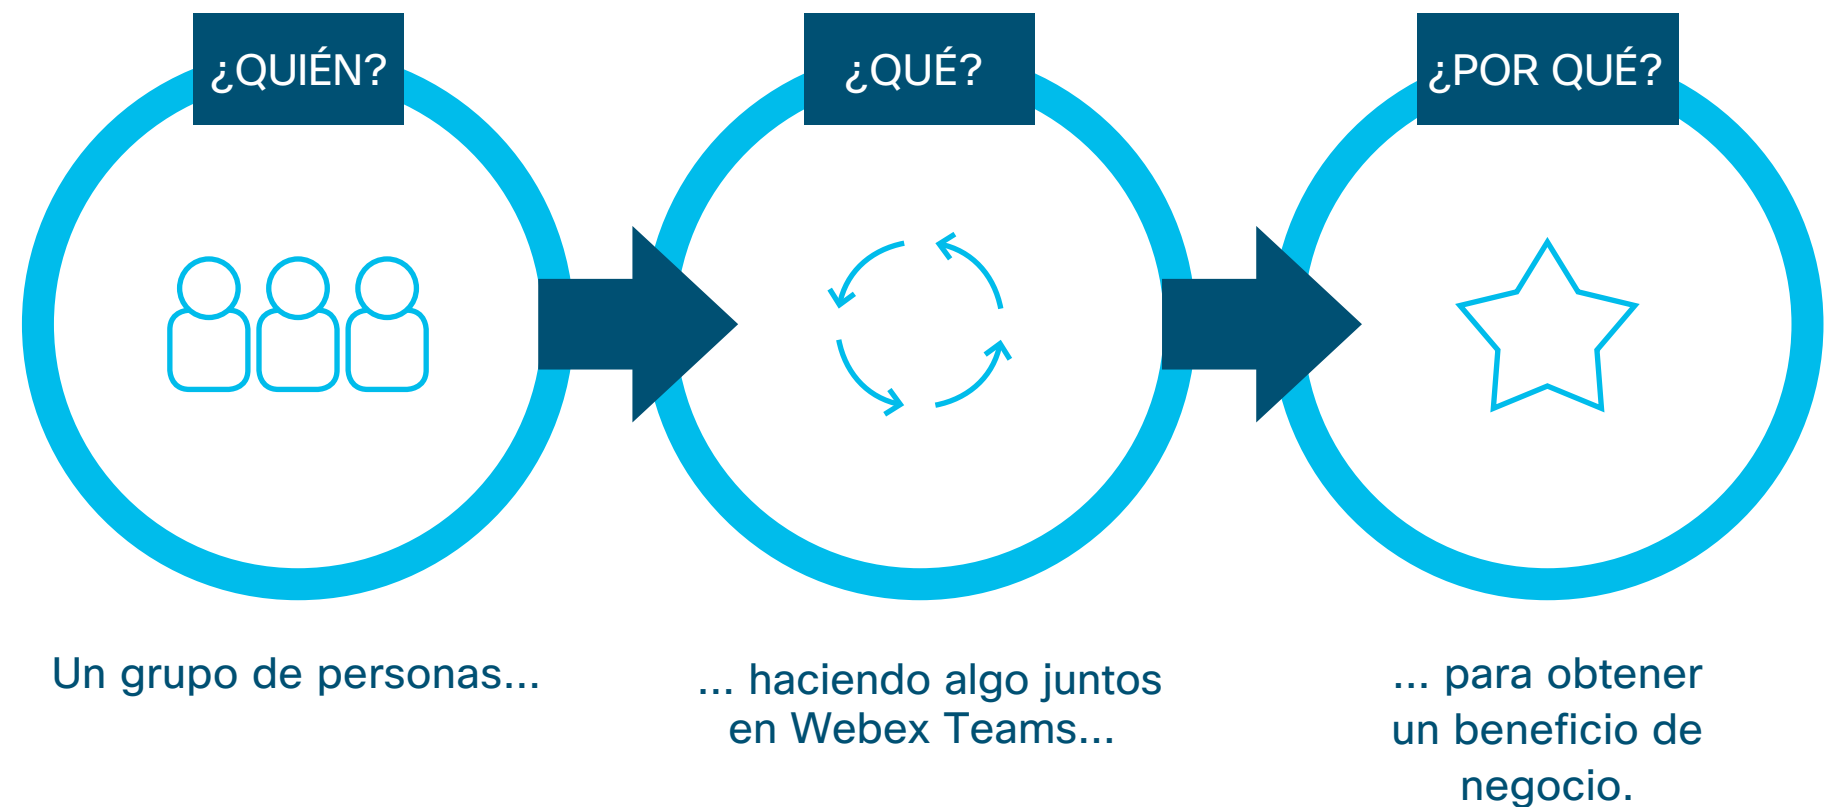 ¿QUIÉN?
¿QUÉ?
¿POR QUÉ?
Un grupo de personas...
... haciendo algo juntos
en Webex Teams...
... para obtener
un beneficio de
negocio.